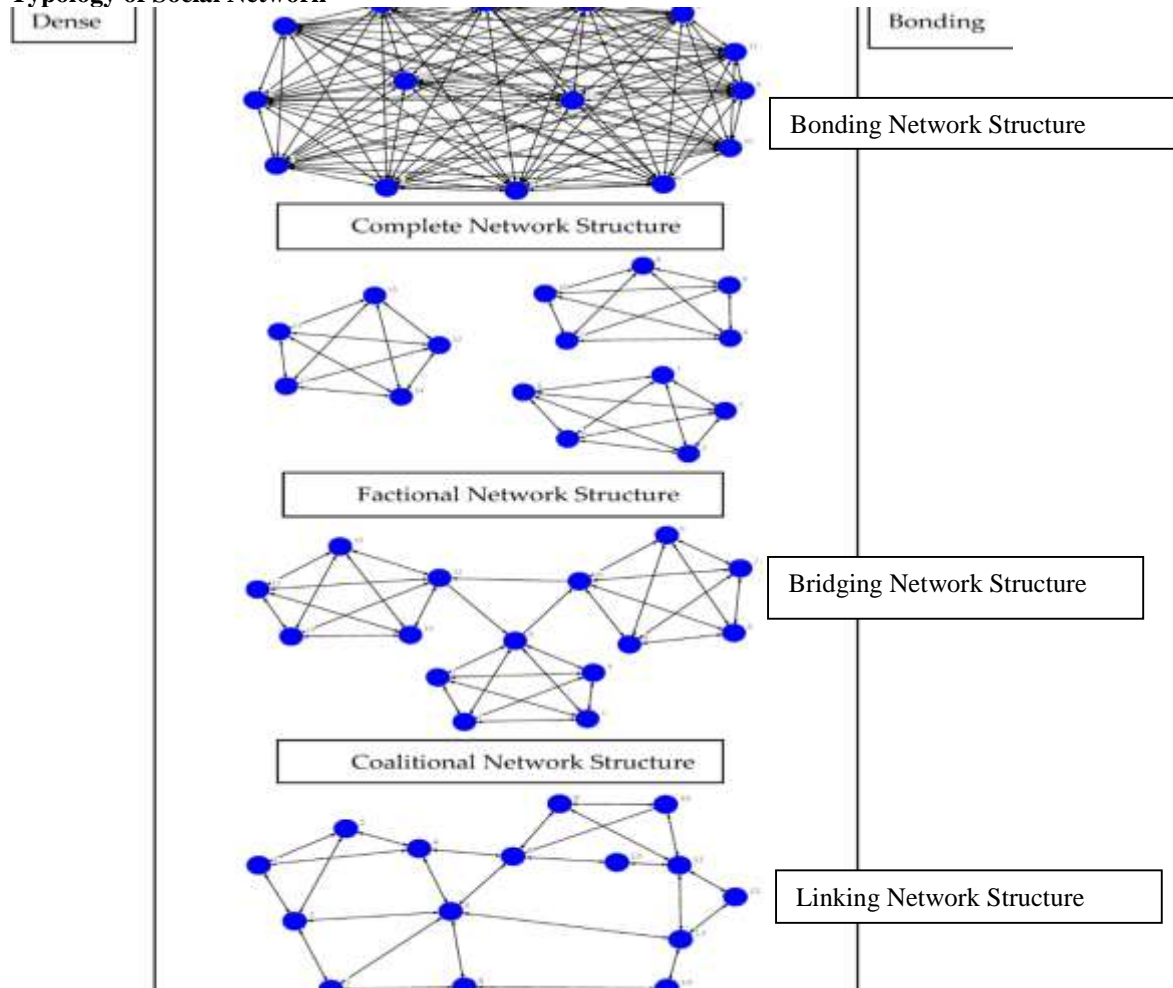 Typology of Social Network
Dense
Bonding
Bonding Network Structure
Complete Network Structure
Factional Network Structure
Bridging Network Structure
Coalitional Network Structure
Linking Network Structure